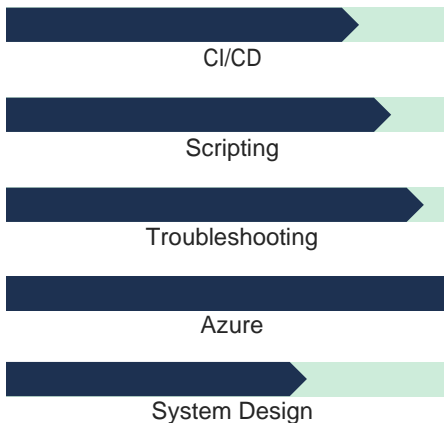 CI/CD
Scripting
Troubleshooting
Azure
System Design